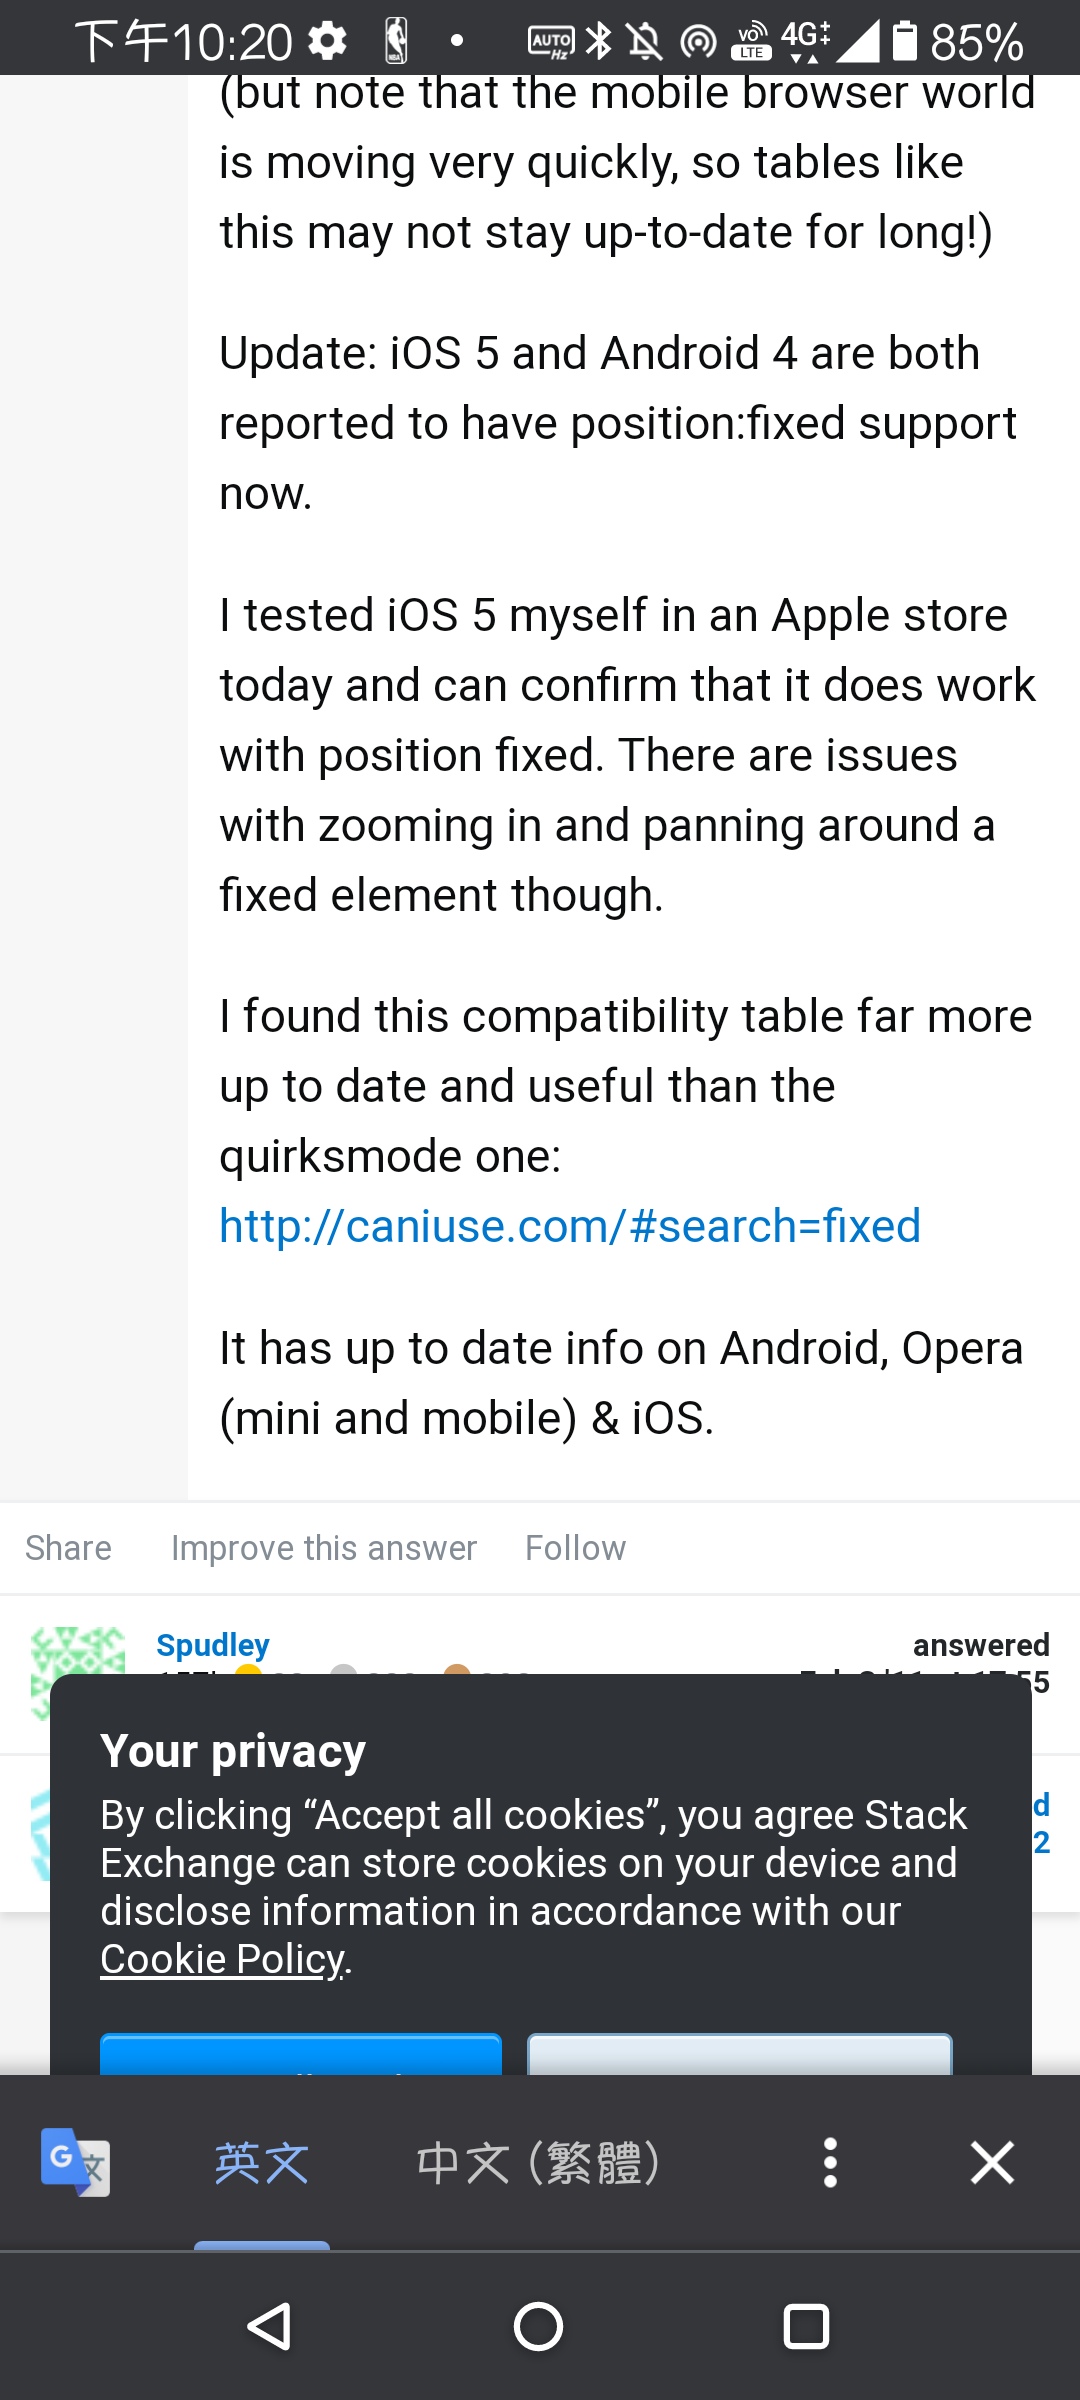 下午10:20
AUTO Hz
VO LTE 4G 85%
(but note that the mobile browser world
is moving very quickly, so tables like
this may not stay up-to-date for long!)
Update: iOS 5 and Android 4 are both
reported to have position:fixed support
now.
I tested iOS 5 myself in an Apple store
today and can confirm that it does work
with position fixed. There are issues
with zooming in and panning around a
fixed element though.
I found this compatibility table far more
up to date and useful than the
quirksmode one:
http://caniuse.com/#search=fixed
It has up to date info on Android, Opera
(mini and mobile) & iOS.
Share Improve this answer Follow
Spudley answered
55
d
2
Your privacy
By clicking “Accept all cookies”, you agree Stack
Exchange can store cookies on your device and
disclose information in accordance with our
Cookie Policy.
G 文 英文 中文 (繁體)